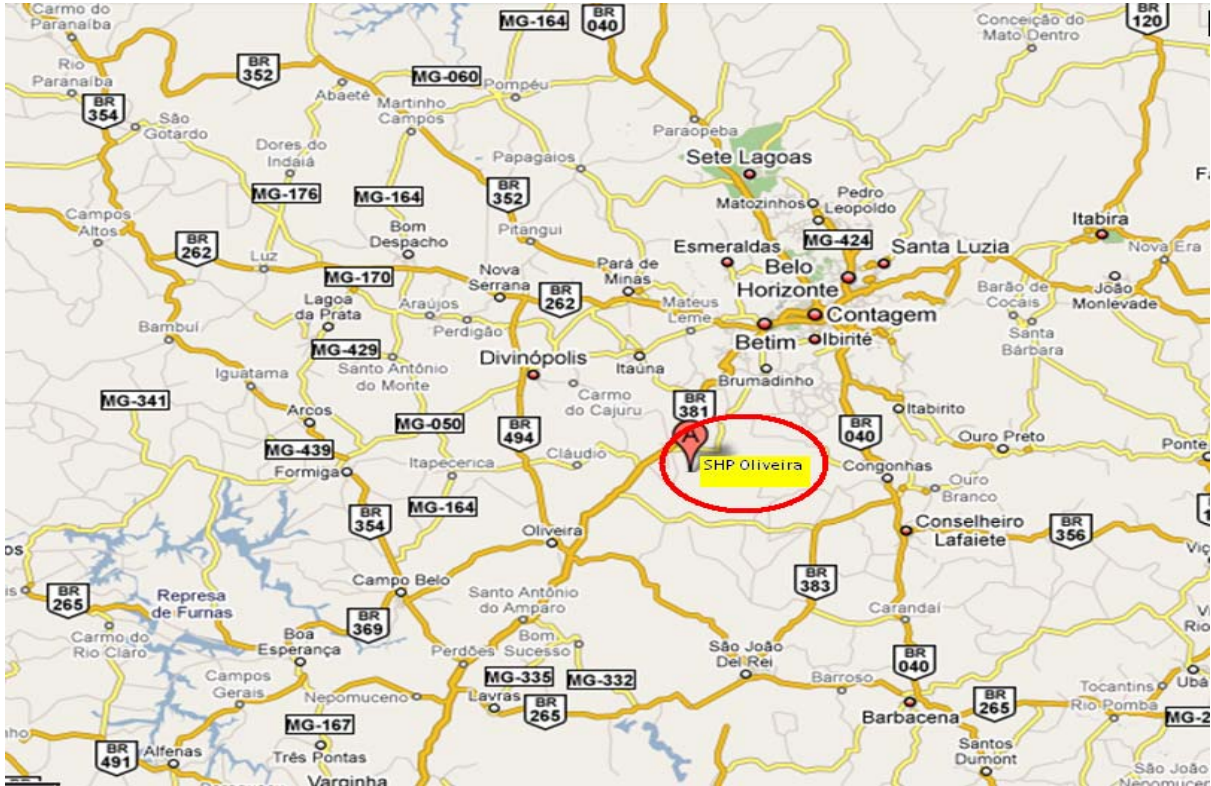 Carmo do
Paranaíba
MG-164
BR
040
Conceição do
Mato Dentro
BR
120
Rio
Paranaíba
BR
352
MG-060
Pompéu
Abaeté
Martinho
Campos
BR
354
São
Gotardo
Paraopeba
Dores do
Indaiá
Papagaios
Sete Lagoas
MG-176
MG-164
BR
352
Matozinhos
Pedro
Leopoldo
Campos
Altos
Itabira
Bom
Despacho
Pitangui
BR
262
Luz
Esmeraldas
MG-424
Santa Luzia
Nova Era
MG-170
Nova
Serrana
Pará de
Minas
Belo
Horizonte
BR
262
Barão de
Cocais
João
Monlevade
Lagoa
da Prata
Araújos
Perdigão
Mateus
Leme
Contagem
Bambuí
Betim
Ibirité
Santa
Bárbara
MG-429
Santo Antônio
do Monte
Divinópolis
Itaúna
Iguatama
Brumadinho
Carmo
do Cajuru
MG-341
Arcos
MG-050
BR
381
Itabirito
BR
494
BR
040
Ouro Preto
Ponte
MG-439
Formiga
Itapecerica
Cláudio
A
SHP Oliveira
Congonhas
Ouro
Branco
MG-164
BR
354
Oliveira
Conselheiro
Lafaiete
BR
356
BR
383
Campo Belo
Santo Antônio
do Amparo
BR
265
Represa
de Furnas
Carandaí
BR
369
Carmo do
Rio Claro
Boa
Esperança
Bom
Sucesso
Perdões
São João
Del Rei
BR
040
Campos
Gerais
Nepomuceno
MG-335
MG-332
Lavras
BR
265
Barroso
Tocantins
Ubá
BR
265
Rio Pomba
Barbacena
MG-167
BR
491
Alfenas
Três Pontas
Santos
Dumont
Varginha
São João
Nepomuceno